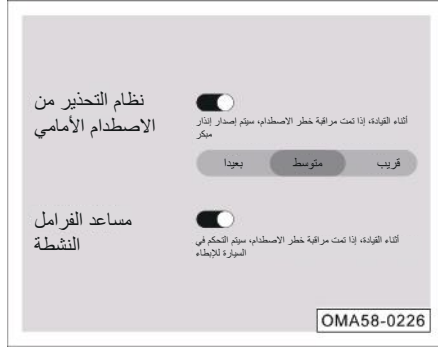 نظام التحذير من
الاصطدام الأمامي
أثناء القيادة، إذا تمت مراقبة خطر الاصطدام، سيتم إصدار إنذار
مبكر
قريب متوسط بعيدا
مساعد الفرامل
النشطة
أثناء القيادة، إذا تمت مراقبة خطر الاصطدام، سيتم التحكم في
السيارة للإبطاء
OMA58-0226